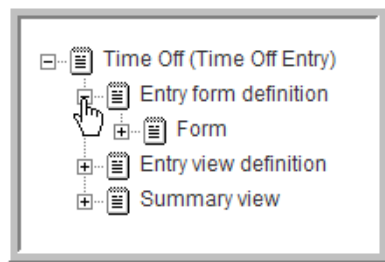 Time Off (Time Off Entry)
Entry form definition
Form
Entry view definition
Summary view